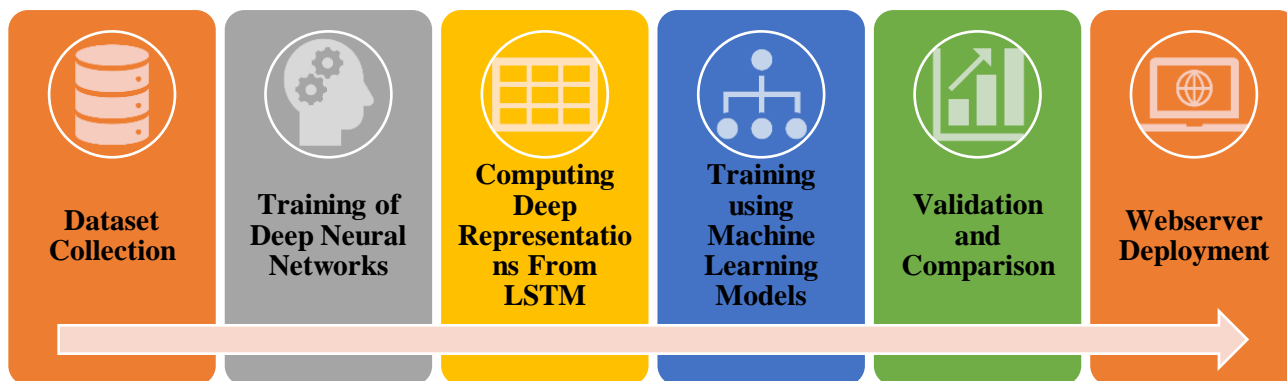 Dataset
Collection
Training of
Deep Neural
Networks
Computing
Deep
Representatio
ns From
LSTM
Training
using
Machine
Learning
Models
Validation
and
Comparison
Webserver
Deployment